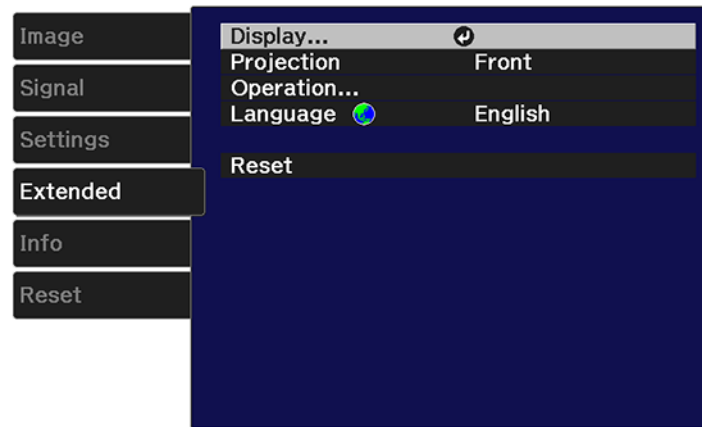 Image
Signal
Settings
Extended
Info
Reset
Display...
Projection Front
Operation...
Language English
Reset